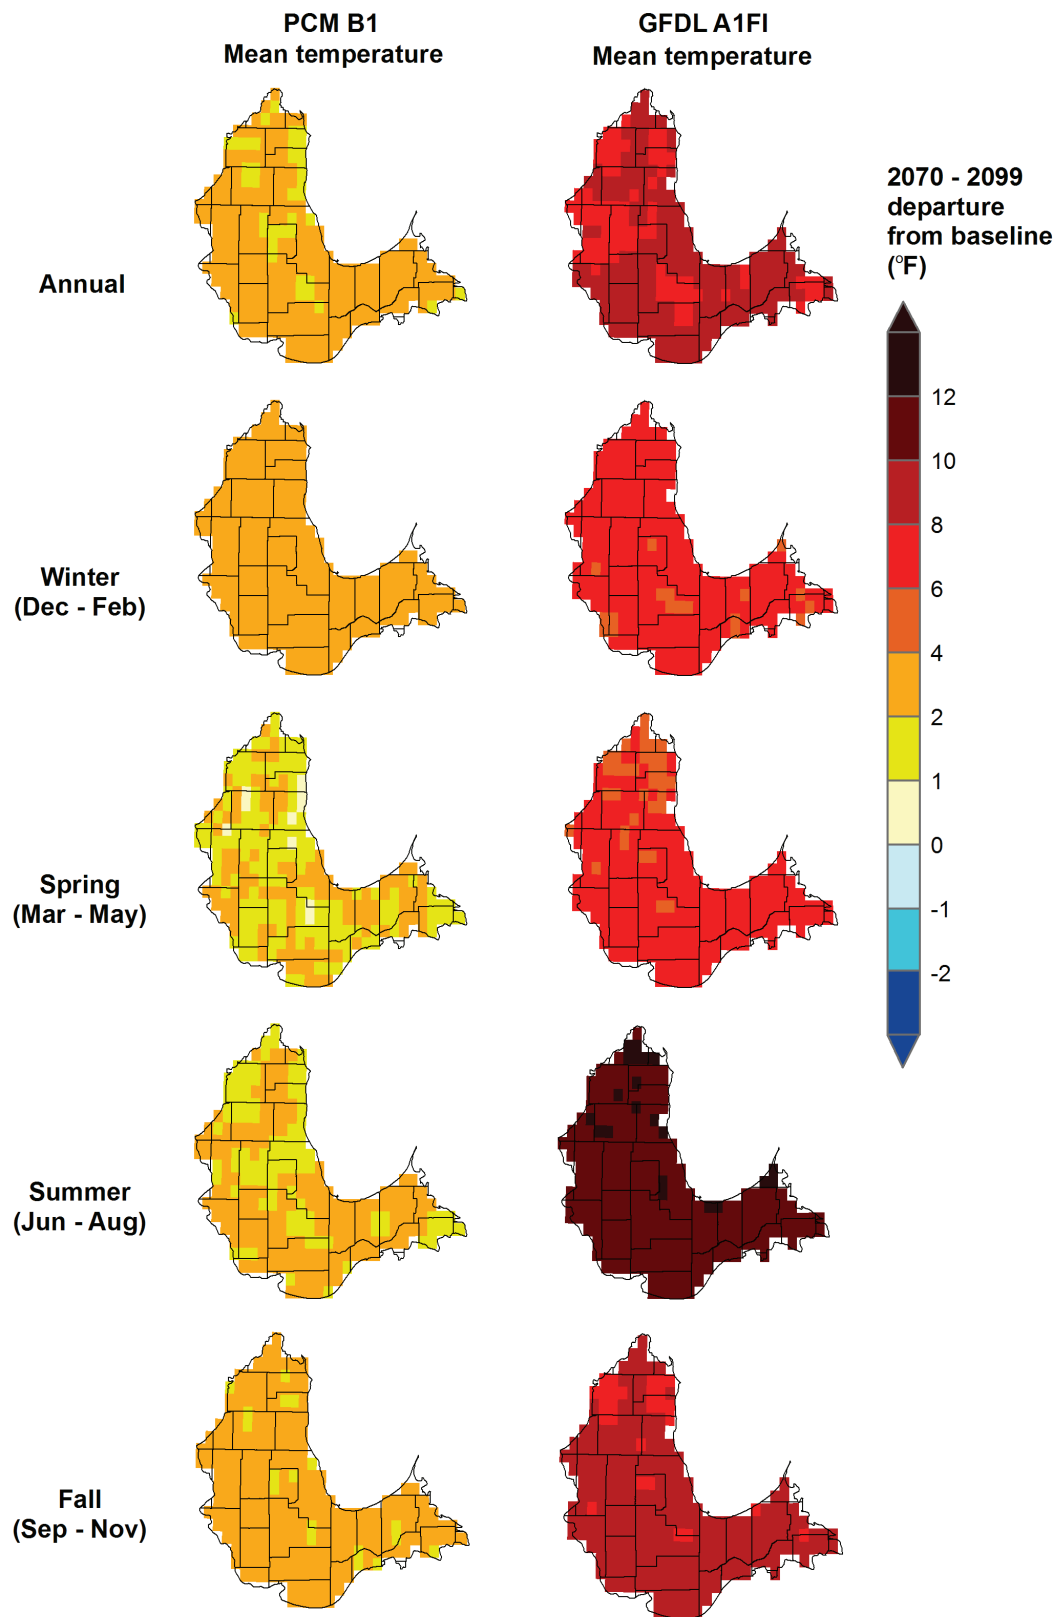 PCM B1
Mean temperature
GFDL A1FI
Mean temperature
2070 - 2099
departure
from baseline
(°F)
Annual
12
10
8
6
4
2
1
0
-1
-2
Winter
(Dec - Feb)
Spring
(Mar - May)
Summer
(Jun - Aug)
Fall
(Sep - Nov)